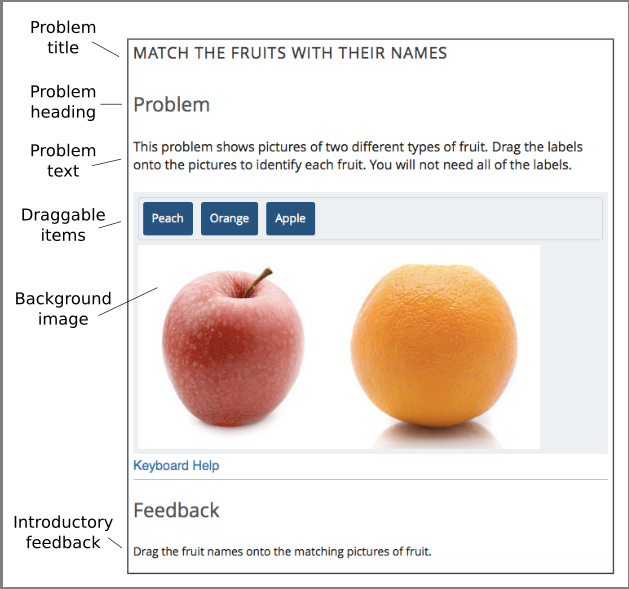 Problem
title
MATCH THE FRUITS WITH THEIR NAMES
Problem
heading
Problem
Problem
text
This problem shows pictures of two different types of fruit. Drag the labels
onto the pictures to identify each fruit. You will not need all of the labels.
Draggable
items
Peach Orange Apple
Background
image
Keyboard Help
Feedback
Introductory
feedback
Drag the fruit names onto the matching pictures of fruit.